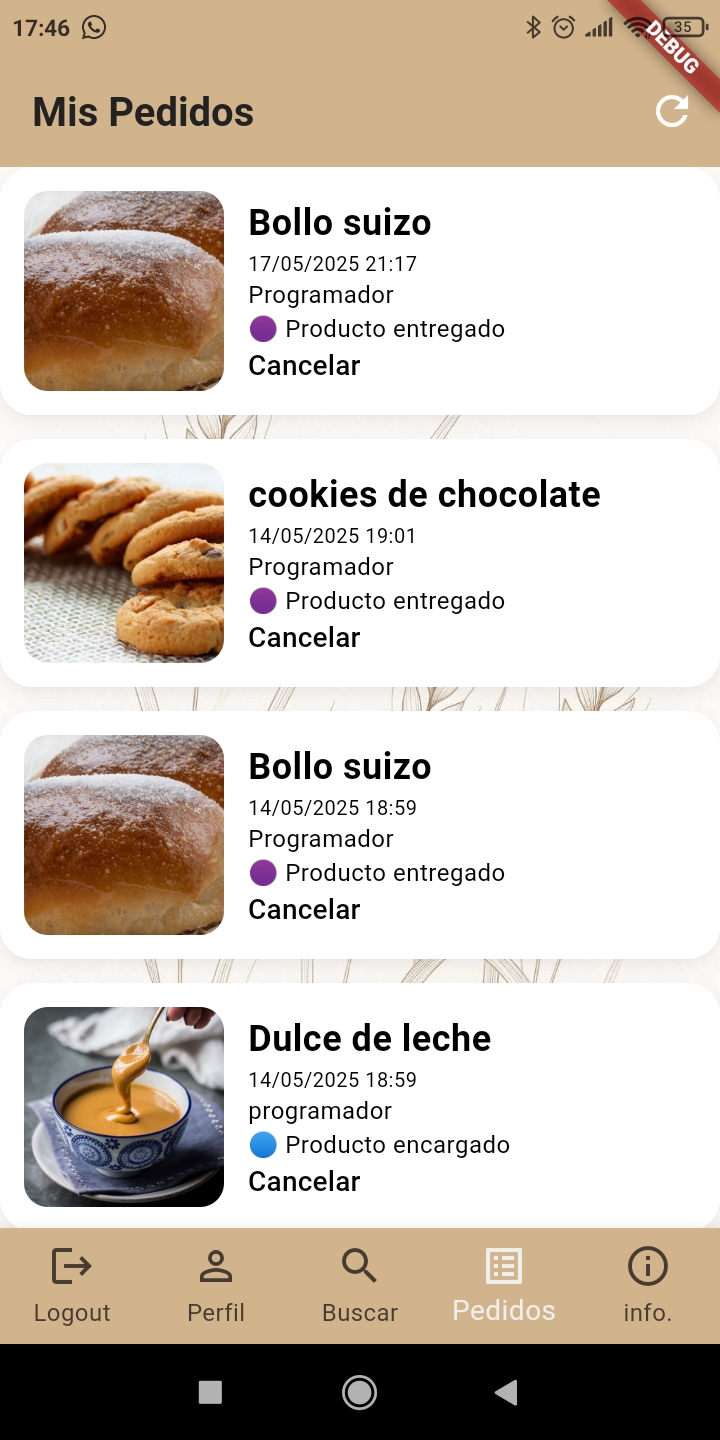 17:46
35
DEBUG
Mis Pedidos
Bollo suizo
17/05/2025 21:17
Programador
Producto entregado
Cancelar
cookies de chocolate
14/05/2025 19:01
Programador
Producto entregado
Cancelar
Bollo suizo
14/05/2025 18:59
Programador
Producto entregado
Cancelar
Dulce de leche
14/05/2025 18:59
programador
Producto encargado
Cancelar
Logout Perfil Buscar Pedidos info.